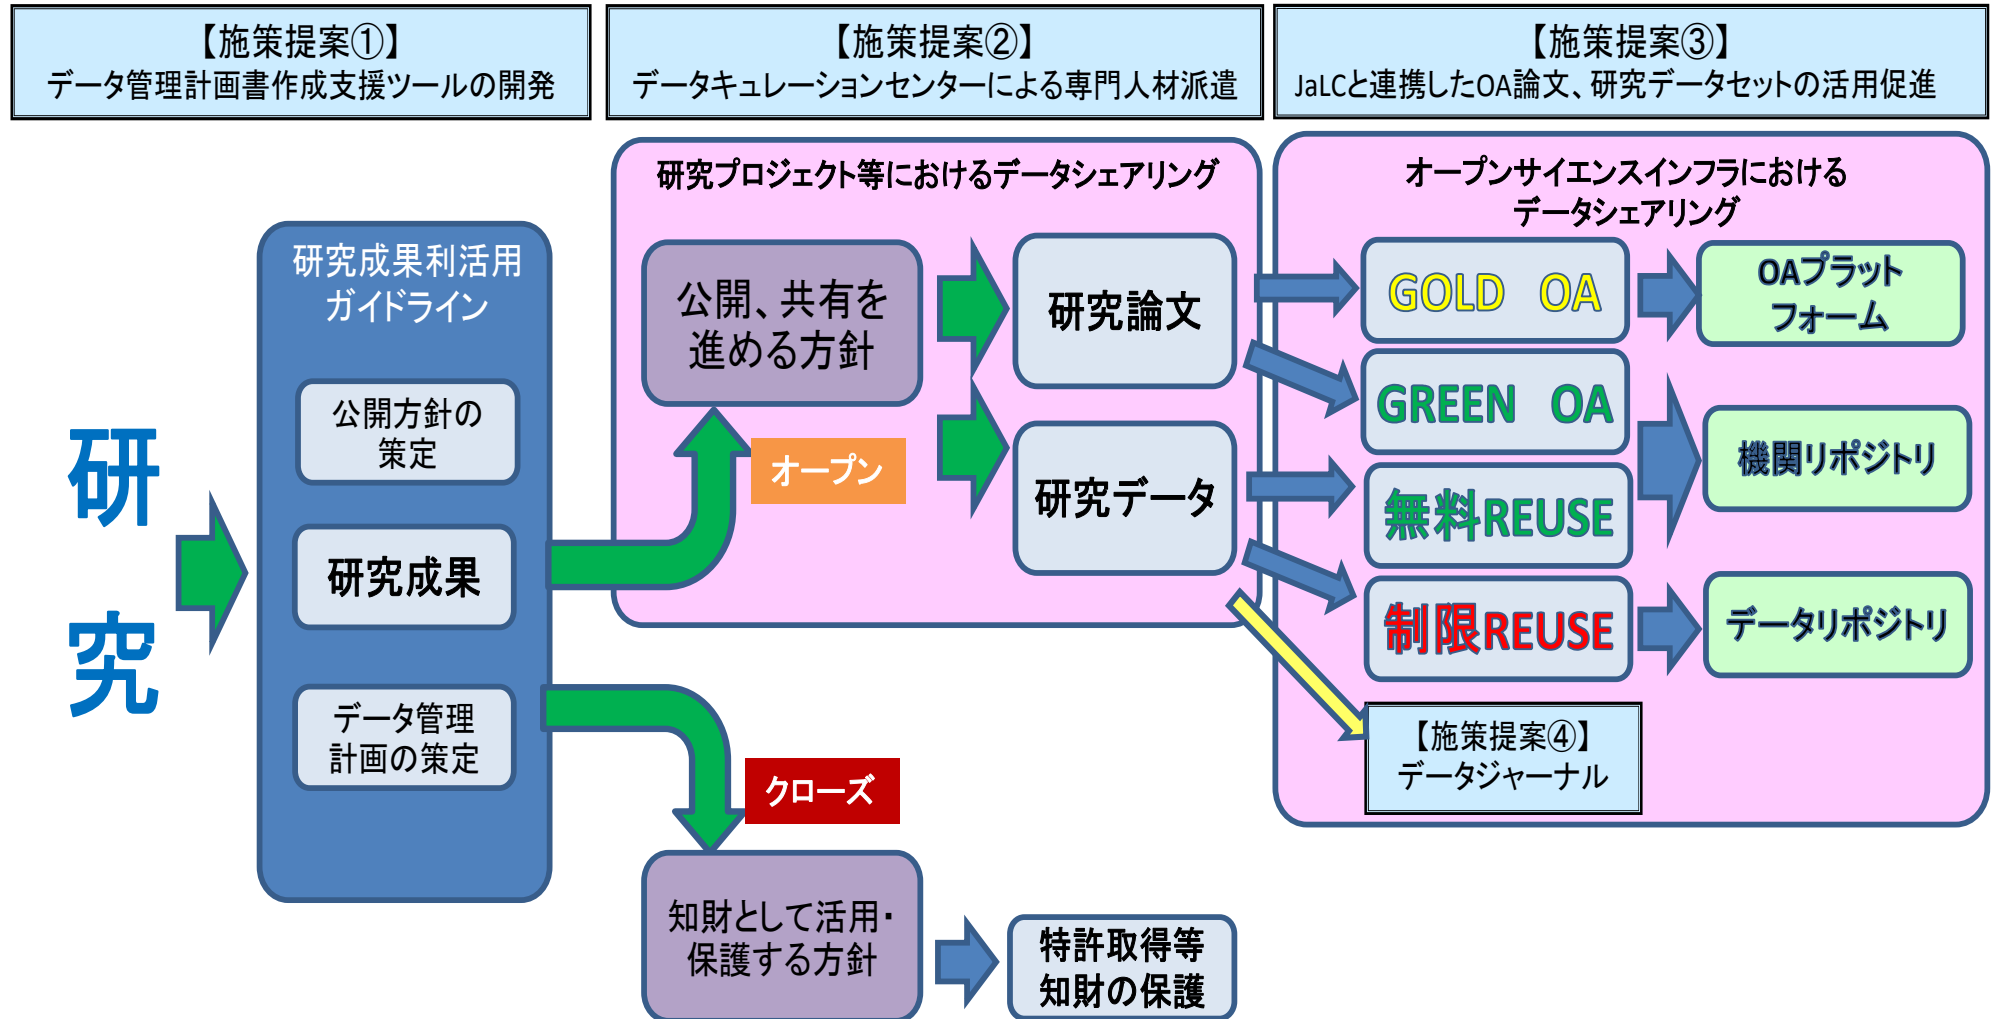 【施策提案①】
データ管理計画書作成支援ツールの開発
【施策提案②】
データキュレーションセンターによる専門人材派遣
【施策提案③】
JaLCと連携したOA論文、研究データセットの活用促進
研究
研究成果利活用
ガイドライン
公開方針の
策定
研究成果
データ管理
計画の策定
研究プロジェクト等におけるデータシェアリング
公開、共有を
進める方針
オープン
研究論文
研究データ
クローズ
知財として活用・
保護する方針
特許取得等
知財の保護
オープンサイエンスインフラにおける
データシェアリング
GOLD OA
GREEN OA
無料REUSE
制限REUSE
OAプラット
フォーム
機関リポジトリ
データリポジトリ
【施策提案④】
データジャーナル